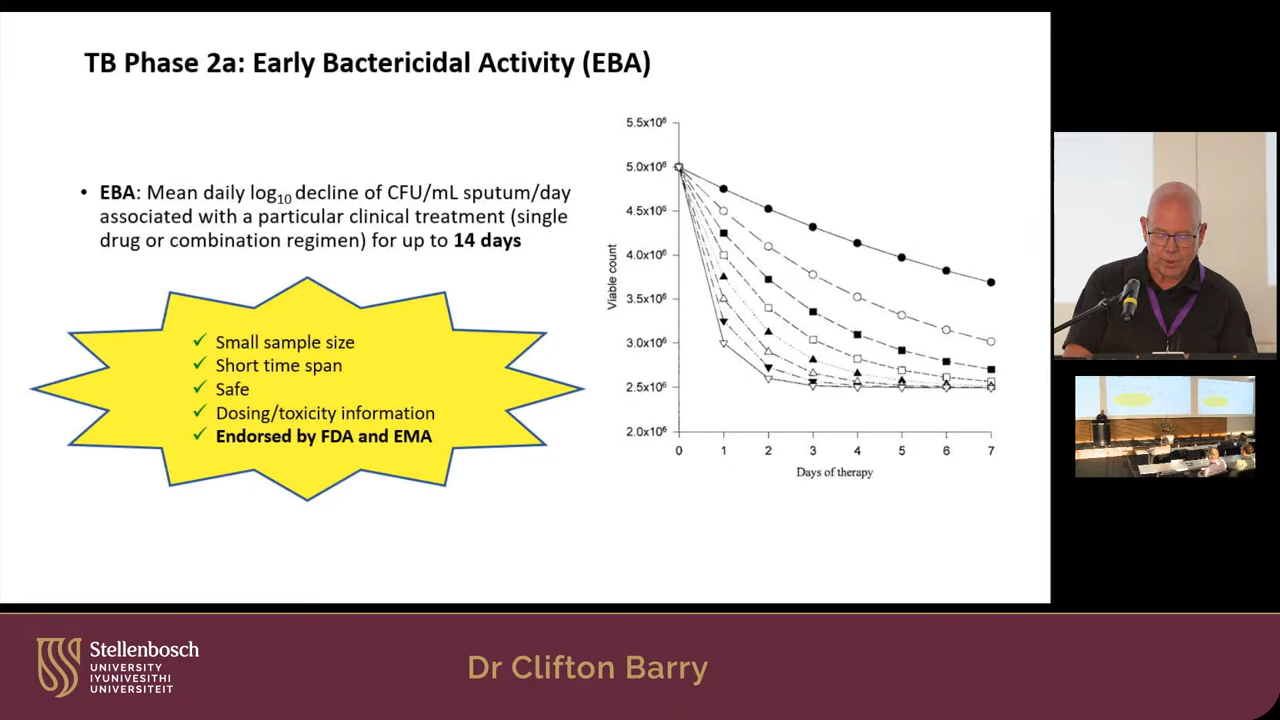 TB Phase 2a: Early Bactericidal Activity (EBA)
• EBA: Mean daily log10 decline of CFU/mL sputum/day
associated with a particular clinical treatment (single
drug or combination regimen) for up to 14 days
✓ Small sample size
✓ Short time span
✓ Safe
✓ Dosing/toxicity information
✓ Endorsed by FDA and EMA
5.5x10⁶
5.0x10⁶
4.5x10⁶
4.0x10⁶
3.5x10⁶
3.0x10⁶
2.5x10⁶
2.0x10⁶
Viable count
0 1 2 3 4 5 6 7
Days of therapy
Stellenbosch
UNIVERSITY
IYUNIVESITHI
UNIVERSITEIT
Dr Clifton Barry